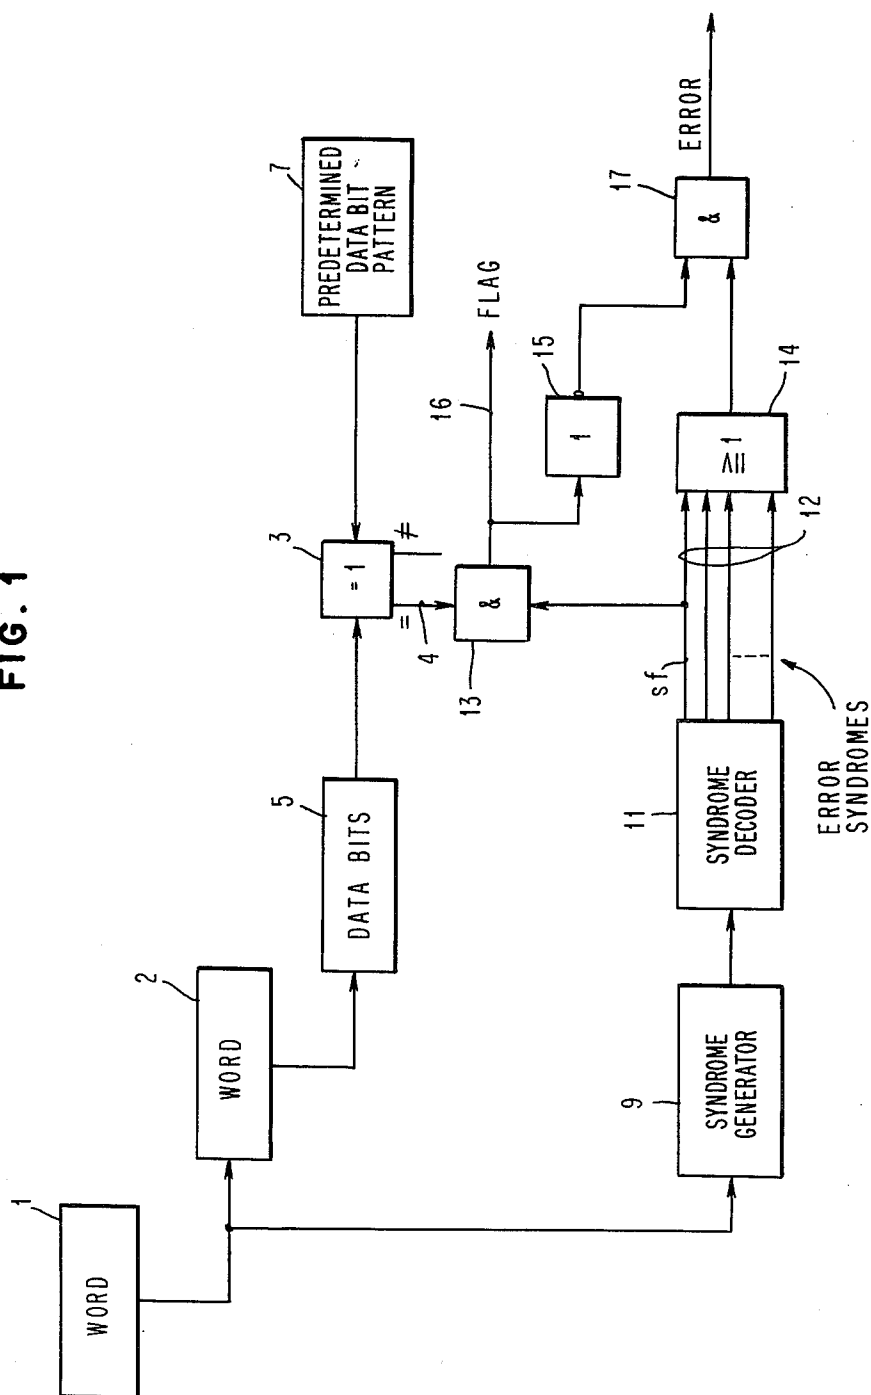 FIG. 1
1
WORD
2
WORD
5
DATA BITS
3
= 1
=
≠
4
7
PREDETERMINED
DATA BIT
PATTERN
13
&
16
FLAG
15
1
9
SYNDROME
GENERATOR
11
SYNDROME
DECODER
sf
12
ERROR
SYNDROMES
14
≧ 1
17
&
ERROR